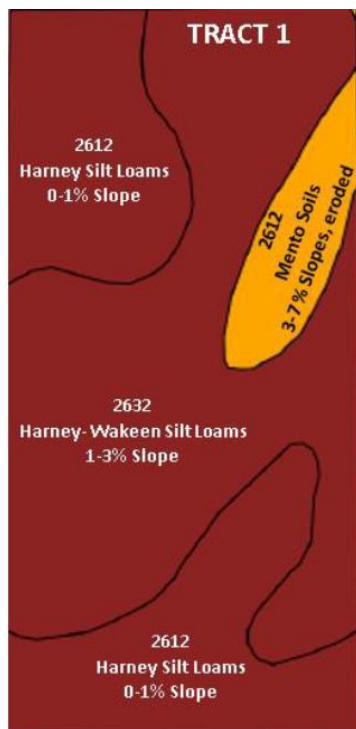 TRACT 1
2612
Harney Silt Loams
0-1% Slope
2612
Mento Soils
3-7% Slopes, eroded
2632
Harney- Wakeen Silt Loams
1-3% Slope
2612
Harney Silt Loams
0-1% Slope